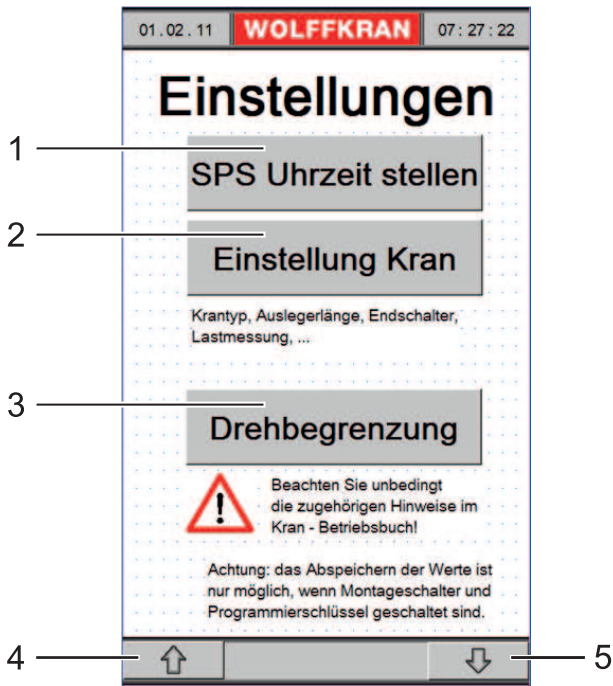 01.02.11 WOLFFKRAN 07:27:22
Einstellungen
1
SPS Uhrzeit stellen
2
Einstellung Kran
Krantyp, Auslegerlänge, Endschalter,
Lastmessung, ...
3
Drehbegrenzung
Beachten Sie unbedingt
die zugehörigen Hinweise im
Kran - Betriebsbuch!
Achtung: das Abspeichern der Werte ist
nur möglich, wenn Montageschalter und
Programmierschlüssel geschaltet sind.
4
5